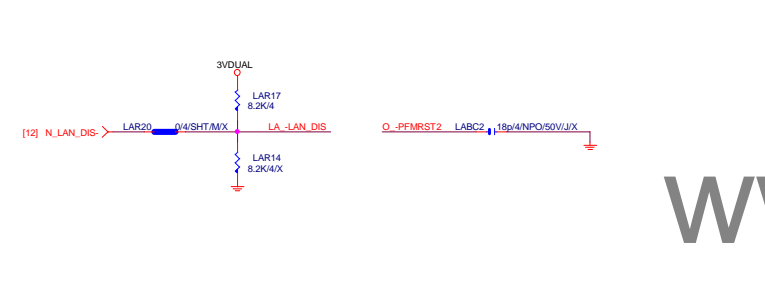 3VDUAL
LAR17
8.2K/4
[12] N_LAN_DIS-
LAR20
0/4/SHT/M/X
LA_-LAN_DIS
O_-PFMRST2
LABC2
18p/4/NPO/50V/J/X
LAR14
8.2K/4/X